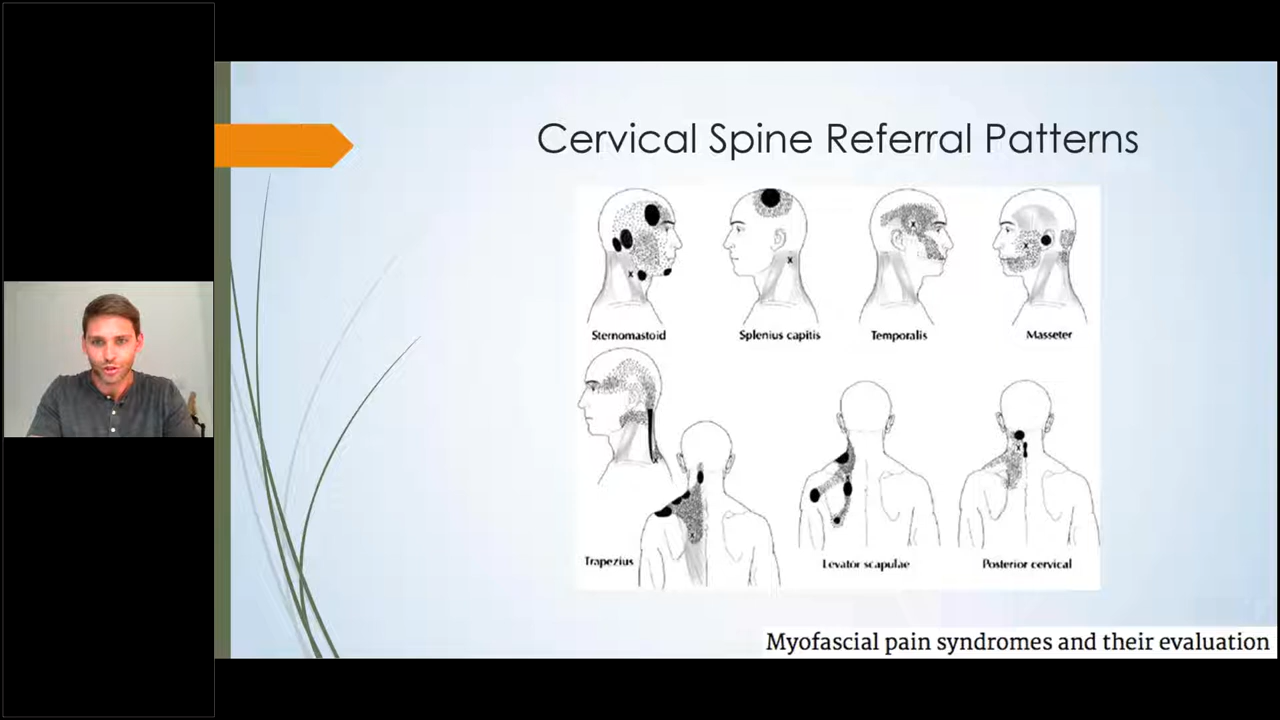 Cervical Spine Referral Patterns
Sternomastoid
Splenius capitis
Temporalis
Masseter
Trapezius
Levator scapulae
Posterior cervical
Myofascial pain syndromes and their evaluation